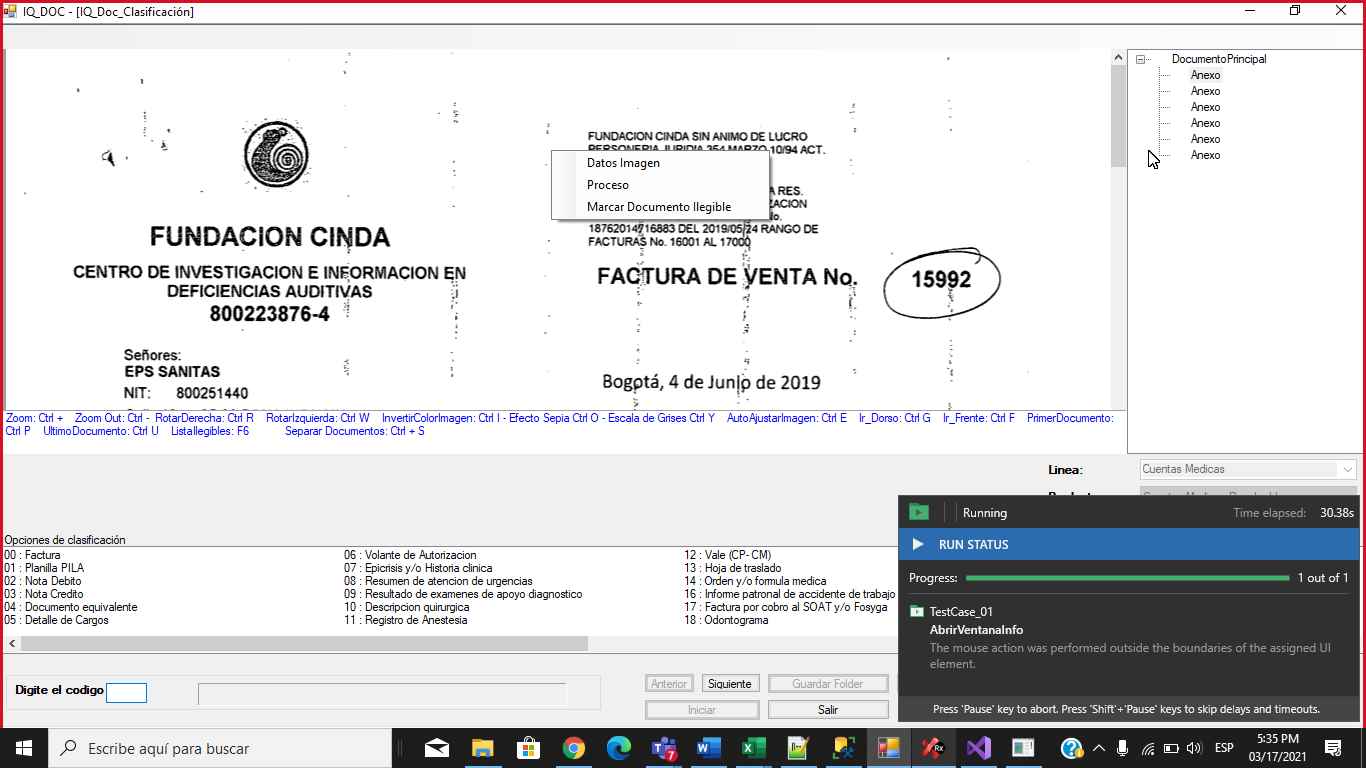 IQ_DOC - [IQ_Doc_Clasificación]
FUNDACION CINDA SIN ANIMO DE LUCRO
PERSONERIA JURIDIA 354 MARZO 10/94 ACT.
Datos Imagen
Proceso
Marcar Documento Ilegible
A RES.
ZACION
No.
18762014716883 DEL 2019/05/24 RANGO DE
FACTURAS No. 16001 AL 17000
FUNDACION CINDA
CENTRO DE INVESTIGACION E INFORMACION EN
DEFICIENCIAS AUDITIVAS
800223876-4
FACTURA DE VENTA No. 15992
Señores:
EPS SANITAS
NIT: 800251440
Bogotá, 4 de Junio de 2019
DocumentoPrincipal
Anexo
Anexo
Anexo
Anexo
Anexo
Anexo
Zoom: Ctrl + Zoom Out: Ctrl - RotarDerecha: Ctrl R RotarIzquierda: Ctrl W InvertirColorImagen: Ctrl I - Efecto Sepia Ctrl O - Escala de Grises Ctrl Y AutoAjustarImagen: Ctrl E Ir_Dorso: Ctrl G Ir_Frente: Ctrl F PrimerDocumento:
Ctrl P UltimoDocumento: Ctrl U ListaIlegibles: F6 Separar Documentos: Ctrl + S
Linea: Cuentas Medicas
Opciones de clasificación
00 : Factura
01 : Planilla PILA
02 : Nota Debito
03 : Nota Credito
04 : Documento equivalente
05 : Detalle de Cargos
06 : Volante de Autorizacion
07 : Epicrisis y/o Historia clinica
08 : Resumen de atencion de urgencias
09 : Resultado de examenes de apoyo diagnostico
10 : Descripcion quirurgica
11 : Registro de Anestesia
12 : Vale (CP-CM)
13 : Hoja de traslado
14 : Orden y/o formula medica
16 : Informe patronal de accidente de trabajo
17 : Factura por cobro al SOAT y/o Fosyga
18 : Odontograma
Digite el codigo
Anterior
Siguiente
Guardar Folder
Iniciar
Salir
Running
Time elapsed: 30.38s
RUN STATUS
Progress: 1 out of 1
TestCase_01
AbrirVentanaInfo
The mouse action was performed outside the boundaries of the assigned UI
element.
Press 'Pause' key to abort. Press 'Shift'+'Pause' keys to skip delays and timeouts.
Escribe aquí para buscar
7
Rx
ESP
5:35 PM
03/17/2021